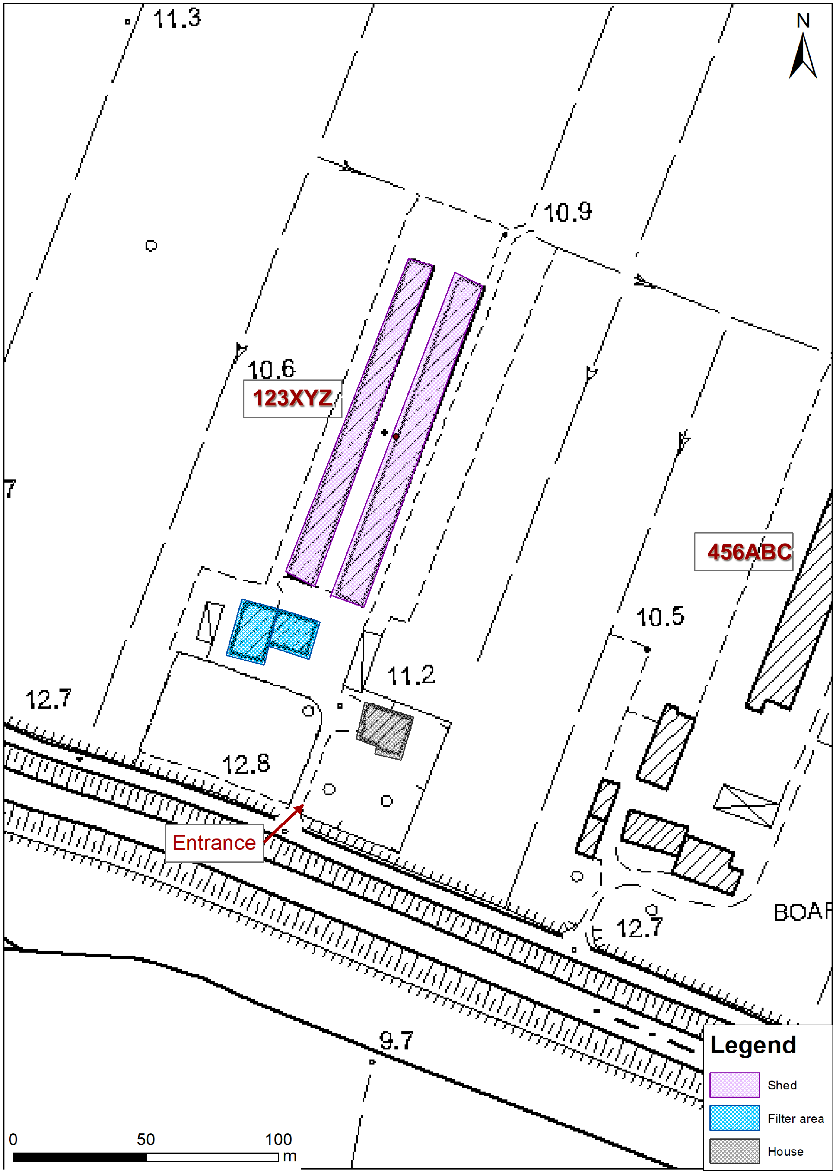 11.3
N
10.9
10.6
123XYZ
7
456ABC
10.5
11.2
12.7
12.8
Entrance
BOAR
12.7
9.7
Legend
Shed
Filter area
House
0 50 100
m